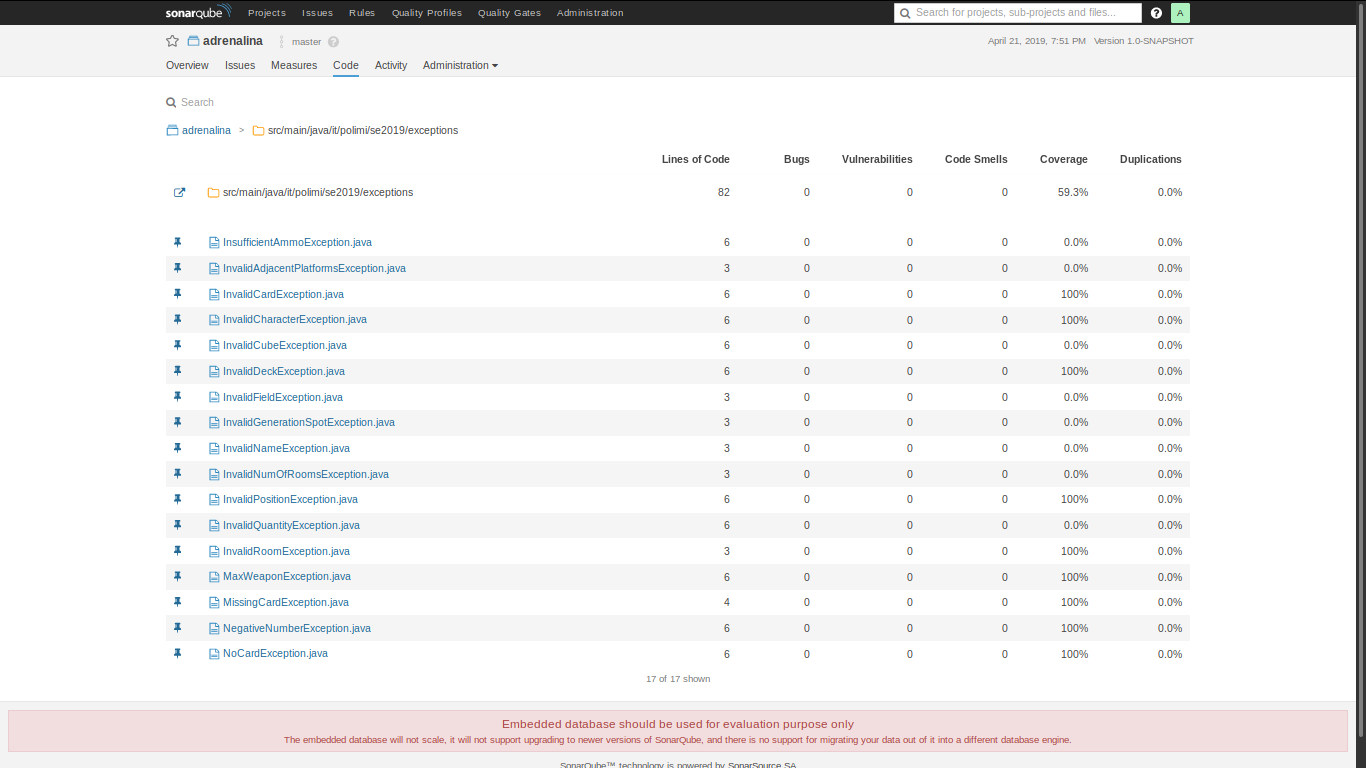 sonarqube Projects Issues Rules Quality Profiles Quality Gates Administration Search for projects, sub-projects and files... ? A
adrenalina master ? April 21, 2019, 7:51 PM Version 1.0-SNAPSHOT
Overview Issues Measures Code Activity Administration
Search
adrenalina > src/main/java/it/polimi/se2019/exceptions
Lines of Code Bugs Vulnerabilities Code Smells Coverage Duplications
src/main/java/it/polimi/se2019/exceptions 82 0 0 0 59.3% 0.0%
InsufficientAmmoException.java 6 0 0 0 0.0% 0.0%
InvalidAdjacentPlatformsException.java 3 0 0 0 0.0% 0.0%
InvalidCardException.java 6 0 0 0 100% 0.0%
InvalidCharacterException.java 6 0 0 0 100% 0.0%
InvalidCubeException.java 6 0 0 0 0.0% 0.0%
InvalidDeckException.java 6 0 0 0 100% 0.0%
InvalidFieldException.java 3 0 0 0 0.0% 0.0%
InvalidGenerationSpotException.java 3 0 0 0 0.0% 0.0%
InvalidNameException.java 3 0 0 0 0.0% 0.0%
InvalidNumOfRoomsException.java 3 0 0 0 0.0% 0.0%
InvalidPositionException.java 6 0 0 0 100% 0.0%
InvalidQuantityException.java 6 0 0 0 0.0% 0.0%
InvalidRoomException.java 3 0 0 0 100% 0.0%
MaxWeaponException.java 6 0 0 0 100% 0.0%
MissingCardException.java 4 0 0 0 100% 0.0%
NegativeNumberException.java 6 0 0 0 100% 0.0%
NoCardException.java 6 0 0 0 100% 0.0%
17 of 17 shown
Embedded database should be used for evaluation purpose only
The embedded database will not scale, it will not support upgrading to newer versions of SonarQube, and there is no support for migrating your data out of it into a different database engine.
SonarQube™ technology is powered by SonarSource SA